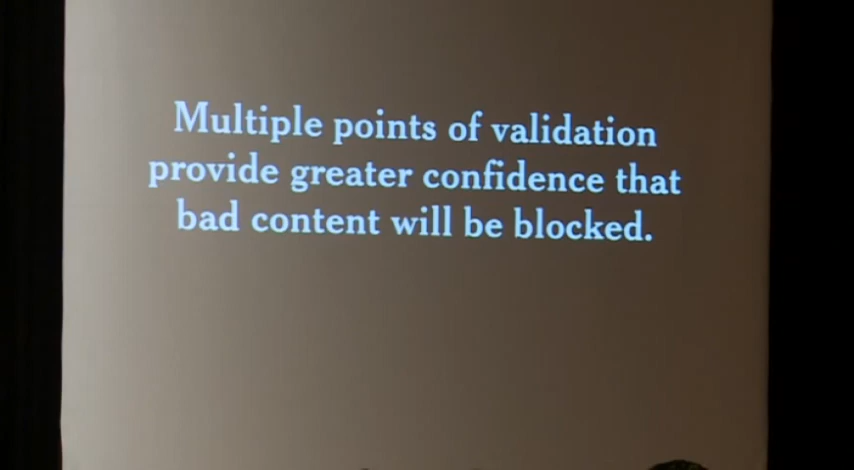 Multiple points of validation
provide greater confidence that
bad content will be blocked.